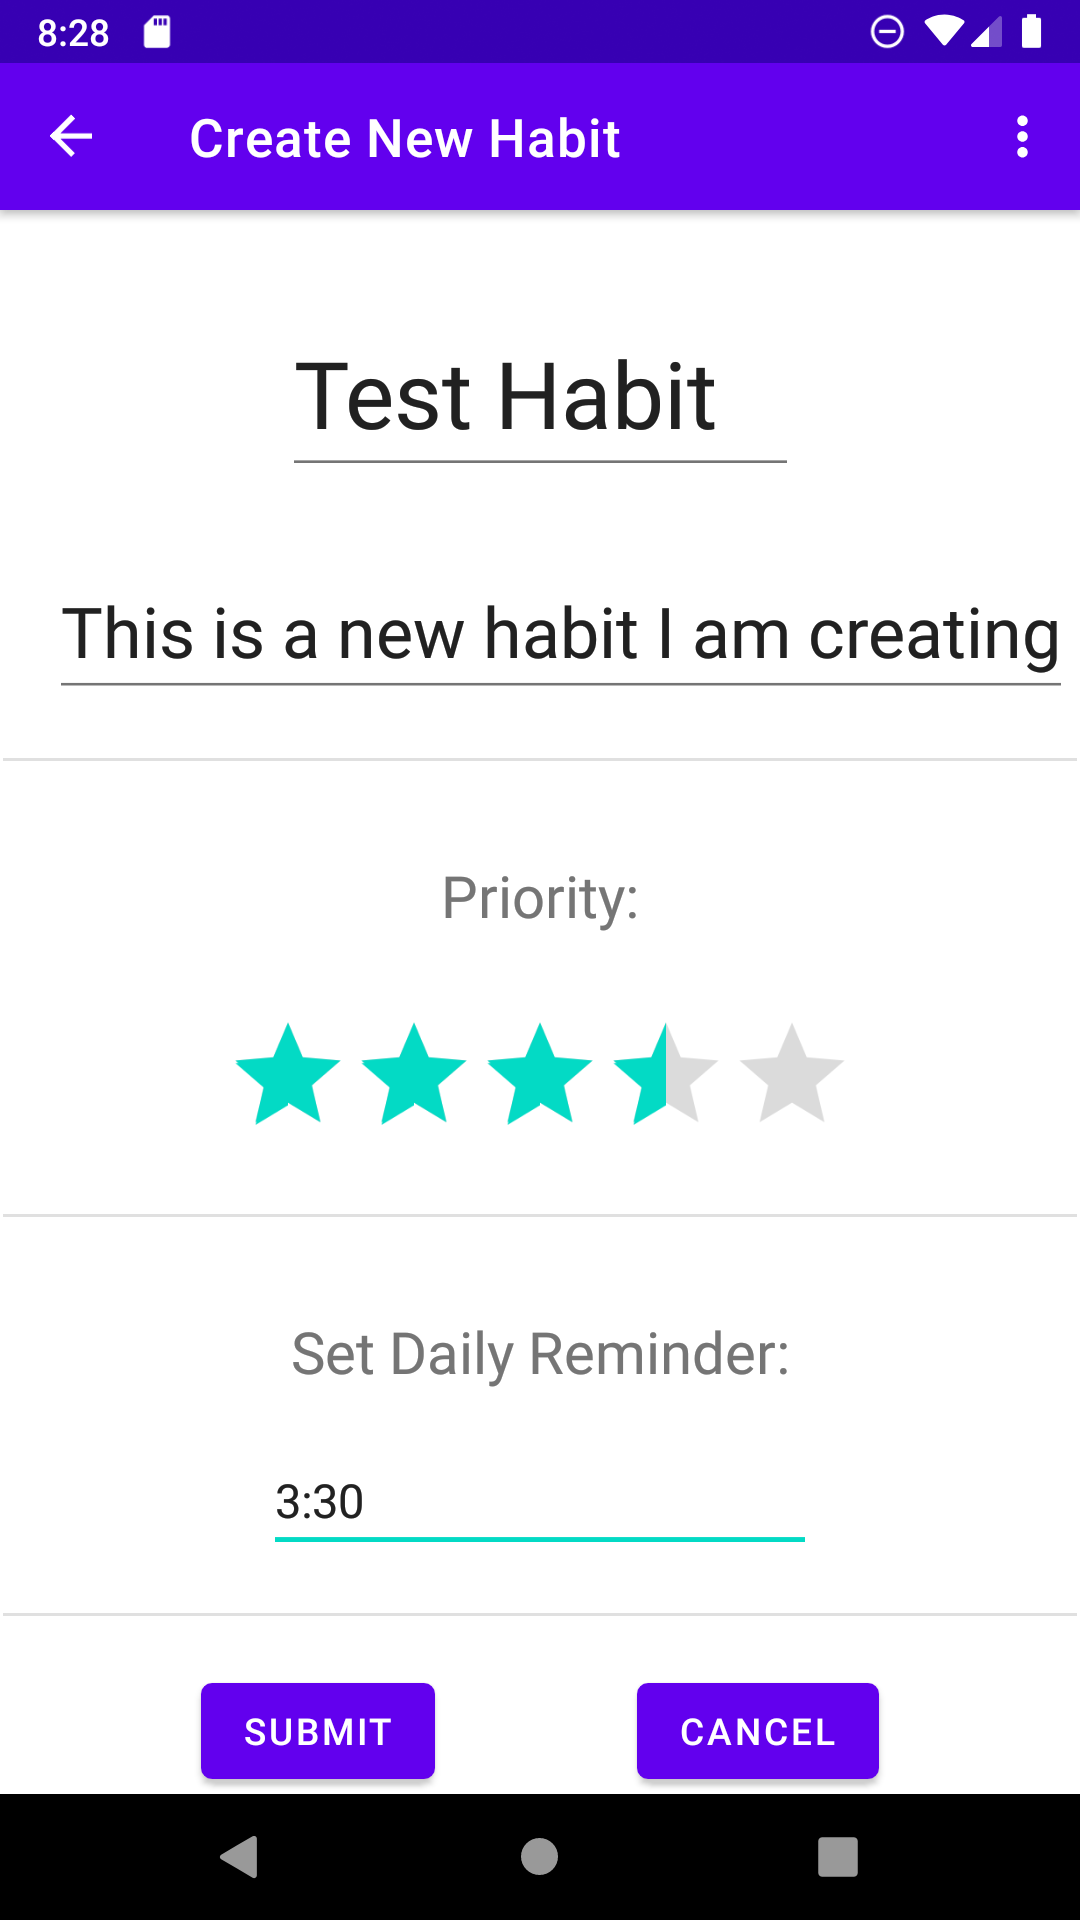 8:28
Create New Habit
Test Habit
This is a new habit I am creating
Priority:
Set Daily Reminder:
3:30
SUBMIT CANCEL